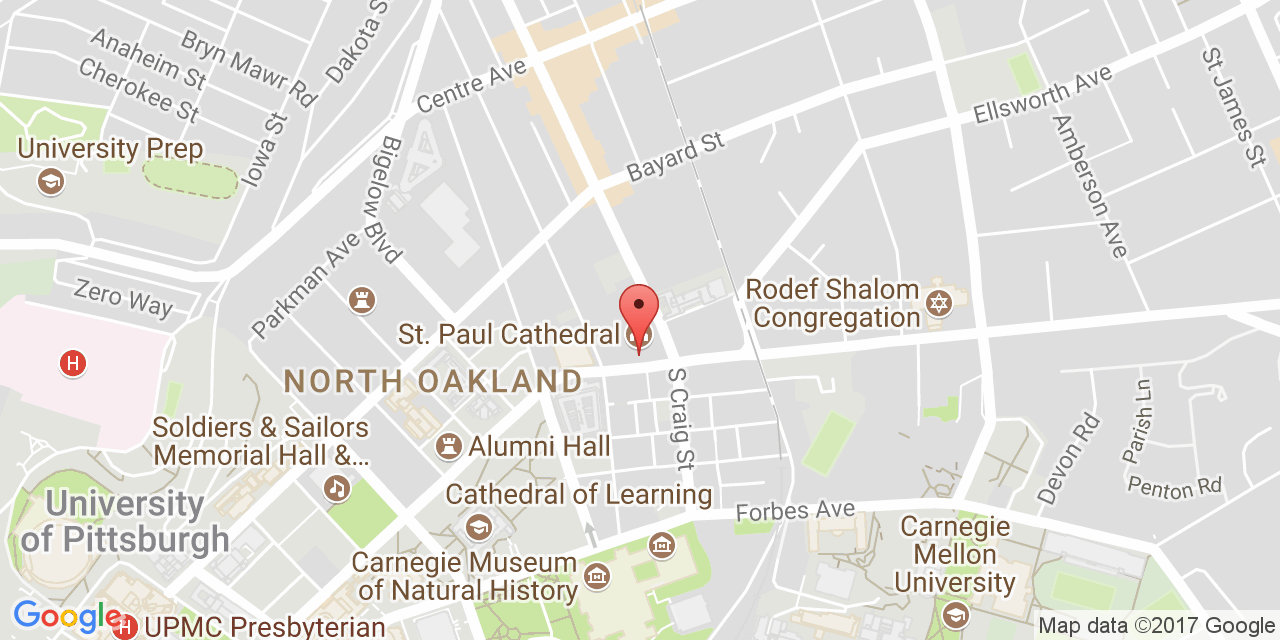 Dakota S
Bryn Mawr Rd
Anaheim St
Cherokee St
Centre Ave
Ellsworth Ave
St James St
Iowa St
University Prep
Bigelow Blvd
Bayard St
Amberson Ave
Parkman Ave
Zero Way
Rodef Shalom
Congregation
St. Paul Cathedral
H
NORTH OAKLAND
S Craig St
Parish Ln
Devon Rd
Soldiers & Sailors
Memorial Hall &...
Alumni Hall
Penton Rd
Cathedral of Learning
University
of Pittsburgh
Forbes Ave
Carnegie
Mellon
University
Carnegie Museum
of Natural History
Google
H
UPMC Presbyterian
Map data ©2017 Google